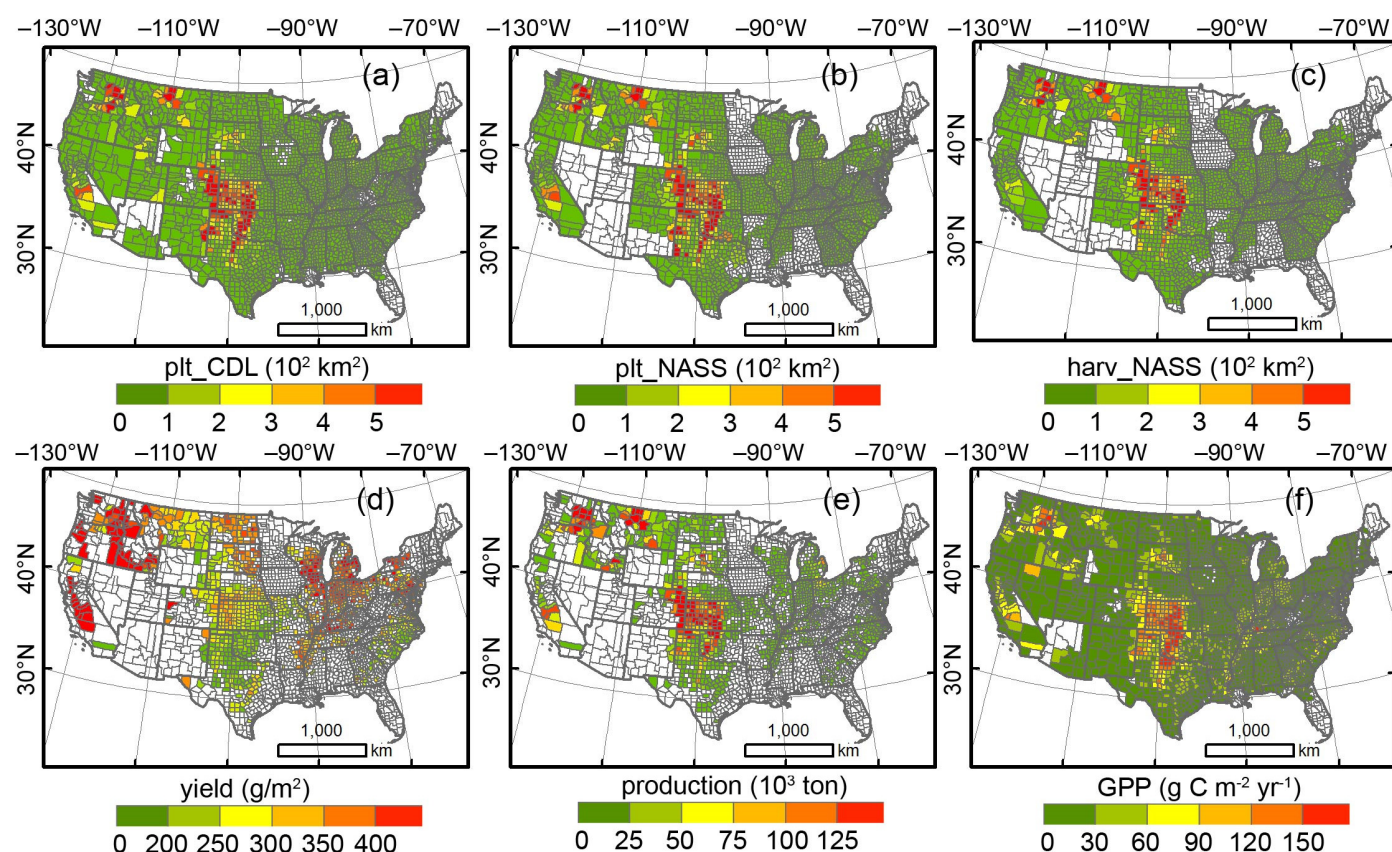 −130°W −110°W −90°W −70°W −130°W −110°W −90°W −70°W −130°W −110°W −90°W −70°W
(a) (b) (c)
40°N 40°N 40°N
30°N 30°N 30°N
1,000 1,000 1,000
km km km
plt_CDL (10² km²) plt_NASS (10² km²) harv_NASS (10² km²)
0 1 2 3 4 5 0 1 2 3 4 5 0 1 2 3 4 5
−130°W −110°W −90°W −70°W −130°W −110°W −90°W −70°W −130°W −110°W −90°W −70°W
(d) (e) (f)
40°N 40°N 40°N
30°N 30°N 30°N
1,000 1,000 1,000
km km km
yield (g/m²) production (10³ ton) GPP (g C m⁻² yr⁻¹)
0 200 250 300 350 400 0 25 50 75 100 125 0 30 60 90 120 150